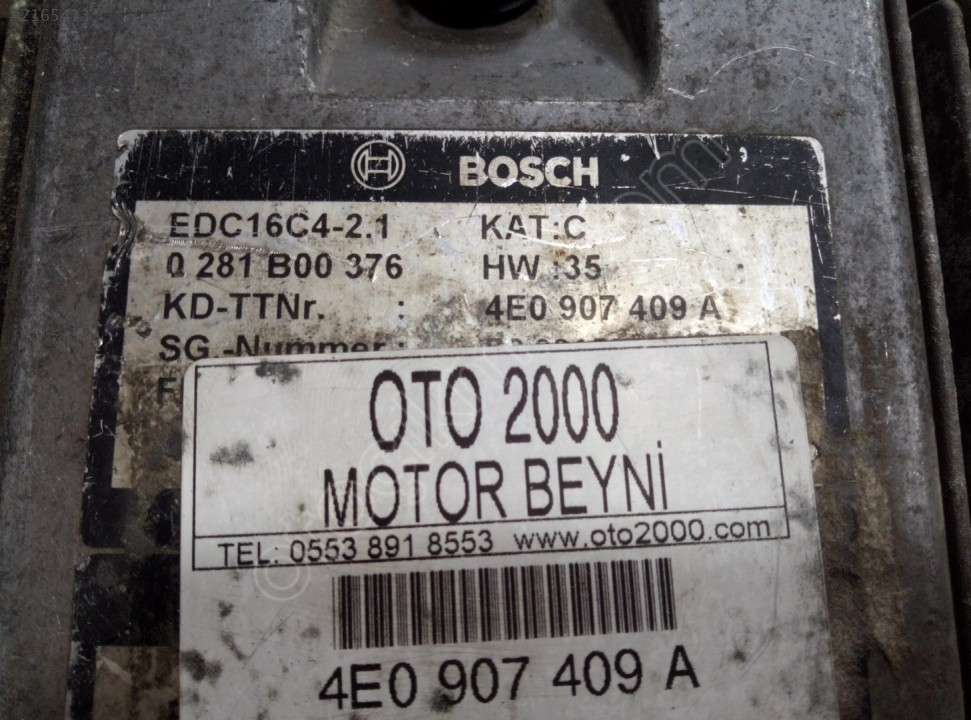 BOSCH
EDC16C4-2.1 KAT:C
0 281 B00 376 HW :35
KD-TTNr. : 4E0 907 409 A
SG.-Nummer :
OTO 2000
MOTOR BEYNİ
TEL: 0553 891 8553 www.oto2000.com
4E0 907 409 A